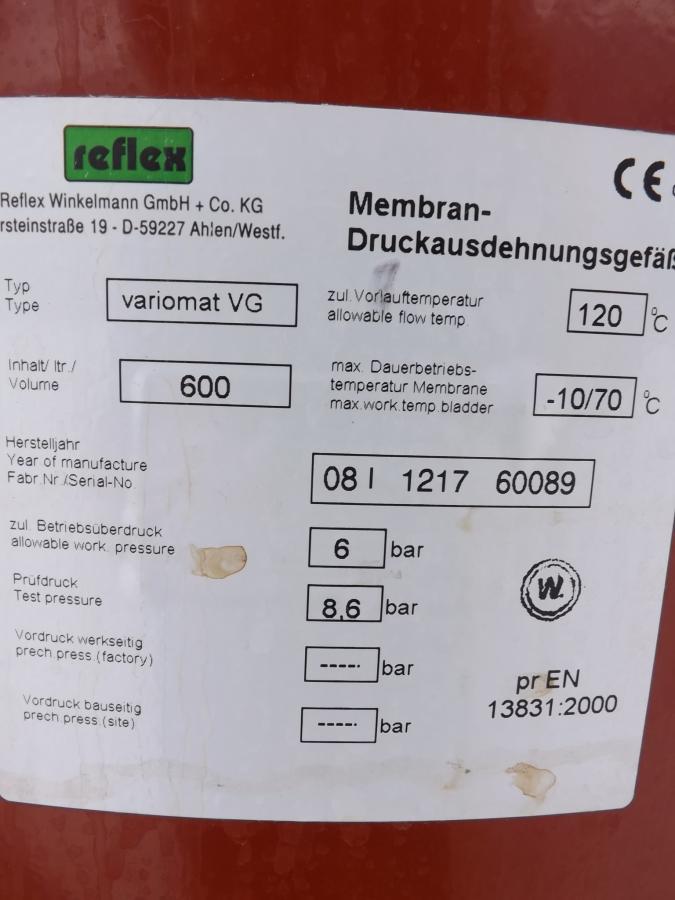 reflex
Reflex Winkelmann GmbH + Co. KG
rsteinstraße 19 - D-59227 Ahlen/Westf.
CE
Membran-
Druckausdehnungsgefäß
Typ
Type
variomat VG
zul. Vorlauftemperatur
allowable flow temp.
120 °C
Inhalt/ ltr./
Volume
600
max. Dauerbetriebs-
temperatur Membrane
max.work.temp.bladder
-10/70 °C
Herstelljahr
Year of manufacture
Fabr.Nr./Serial-No.
08 I 1217 60089
zul. Betriebsüberdruck
allowable work. pressure
6 bar
Prüfdruck
Test pressure
8,6 bar
W.
Vordruck werkseitig
prech.press.(factory)
----- bar
Vordruck bauseitig
prech.press.(site)
----- bar
pr EN
13831:2000